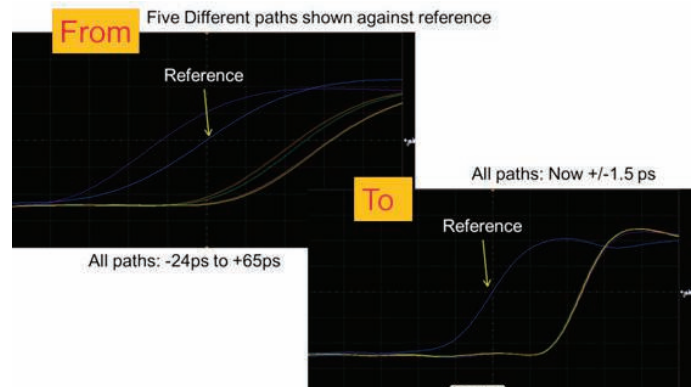 Five Different paths shown against reference
From
Reference
All paths: Now +/-1.5 ps
To
Reference
All paths: -24ps to +65ps